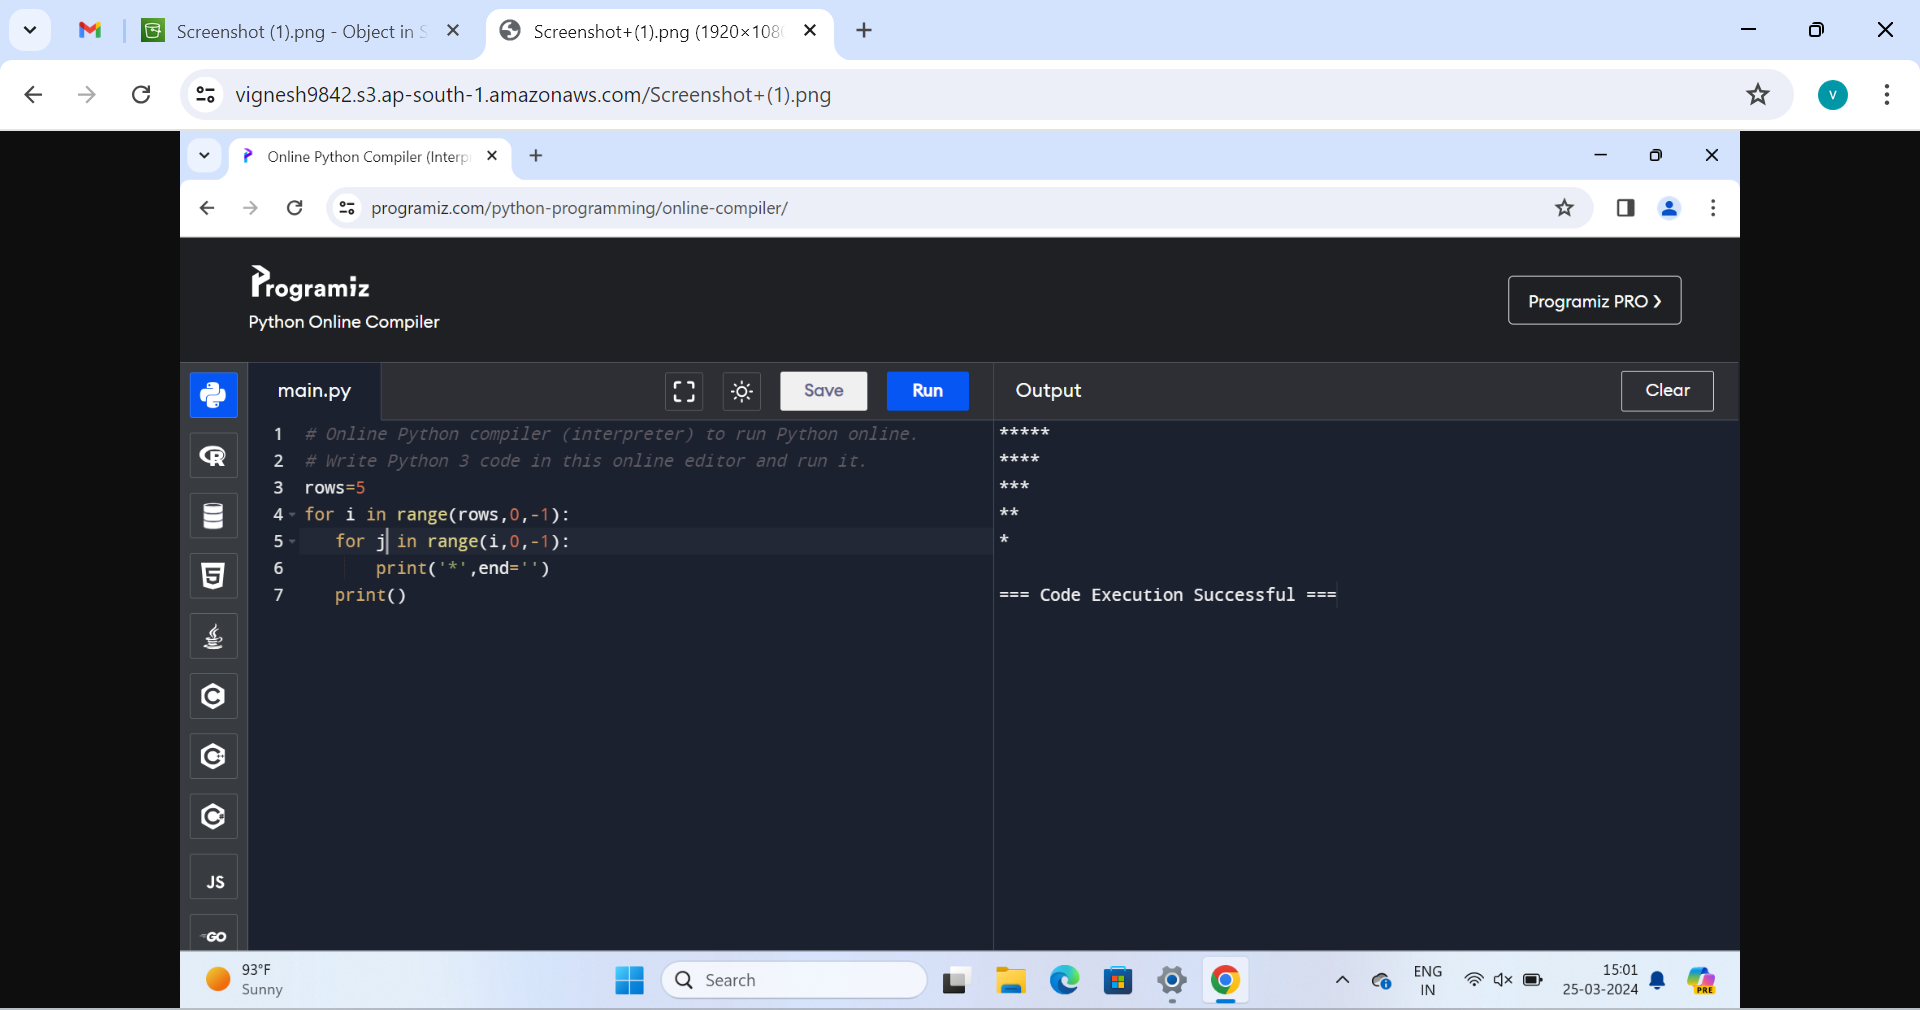 Screenshot (1).png - Object in S
Screenshot+(1).png (1920×108
vignesh9842.s3.ap-south-1.amazonaws.com/Screenshot+(1).png
V
Online Python Compiler (Interp
programiz.com/python-programming/online-compiler/
Programiz
Python Online Compiler
Programiz PRO ❯
main.py
Save
Run
Output
Clear
1 # Online Python compiler (interpreter) to run Python online.
2 # Write Python 3 code in this online editor and run it.
3 rows=5
4 for i in range(rows,0,-1):
5    for j in range(i,0,-1):
6        print('*',end='')
7    print()
*****
****
***
**
*
=== Code Execution Successful ===
JS
GO
93°F
Sunny
Search
ENG
IN
15:01
25-03-2024
PRE